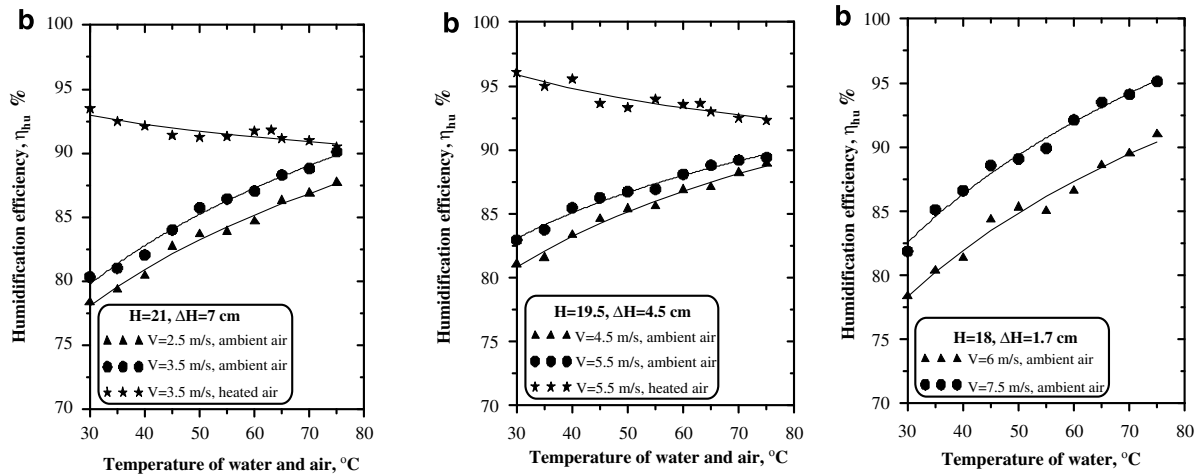 b
100
95
90
85
80
75
70
Humidification efficiency, ηhu %
H=21, ΔH=7 cm
V=2.5 m/s, ambient air
V=3.5 m/s, ambient air
V=3.5 m/s, heated air
30 40 50 60 70 80
Temperature of water and air, °C
b
100
95
90
85
80
75
70
Humidification efficiency, ηhu %
H=19.5, ΔH=4.5 cm
V=4.5 m/s, ambient air
V=5.5 m/s, ambient air
V=5.5 m/s, heated air
30 40 50 60 70 80
Temperature of water and air, °C
b
100
95
90
85
80
75
70
Humidification efficiency, ηhu %
H=18, ΔH=1.7 cm
V=6 m/s, ambient air
V=7.5 m/s, ambient air
30 40 50 60 70 80
Temperature of water, °C